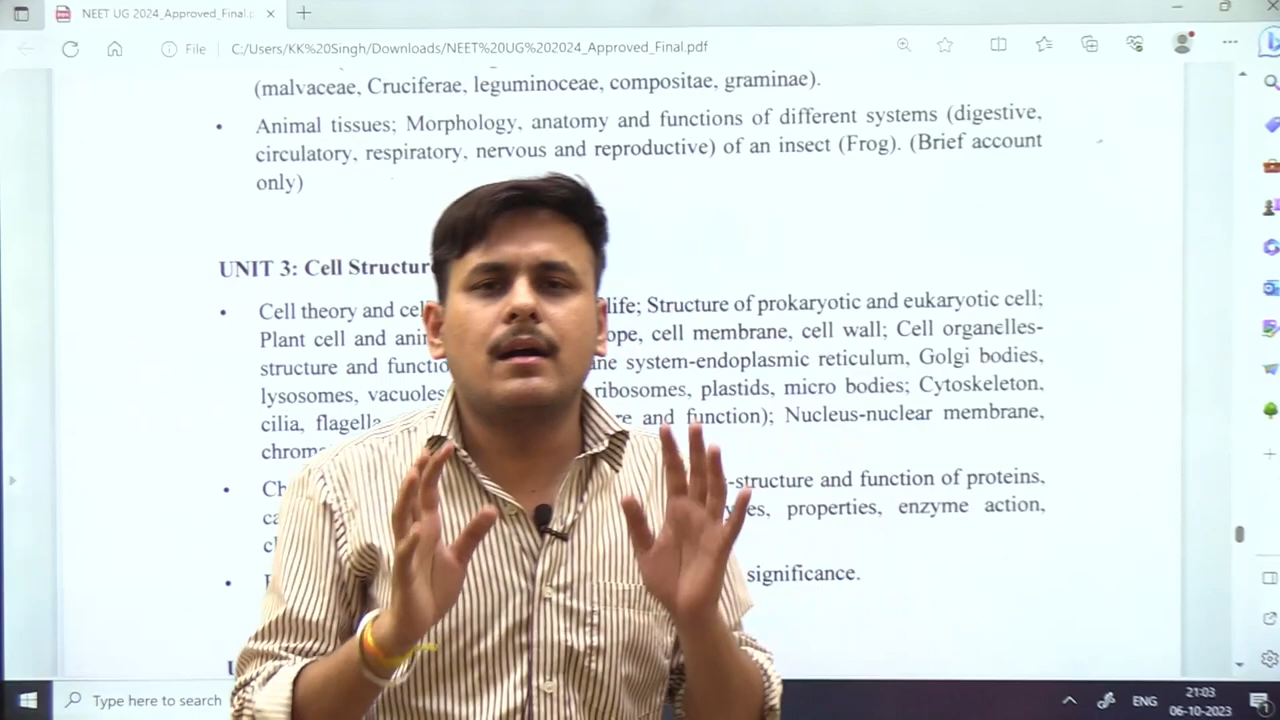 NEET UG 2024_Approved_Final.
File C:/Users/KK%20Singh/Downloads/NEET%20UG%202024_Approved_Final.pdf
(malvaceae, Cruciferae, leguminoceae, compositae, graminae).
• Animal tissues; Morphology, anatomy and functions of different systems (digestive,
circulatory, respiratory, nervous and reproductive) of an insect (Frog). (Brief account
only)
UNIT 3: Cell Structur
• Cell theory and cel life; Structure of prokaryotic and eukaryotic cell;
Plant cell and ani ope, cell membrane, cell wall; Cell organelles-
structure and functio ne system-endoplasmic reticulum, Golgi bodies,
lysosomes, vacuoles ribosomes, plastids, micro bodies; Cytoskeleton,
cilia, flagella re and function); Nucleus-nuclear membrane,
chrom
• Ch -structure and function of proteins,
ca es, properties, enzyme action,
• significance.
Type here to search
ENG
21:03
06-10-2023